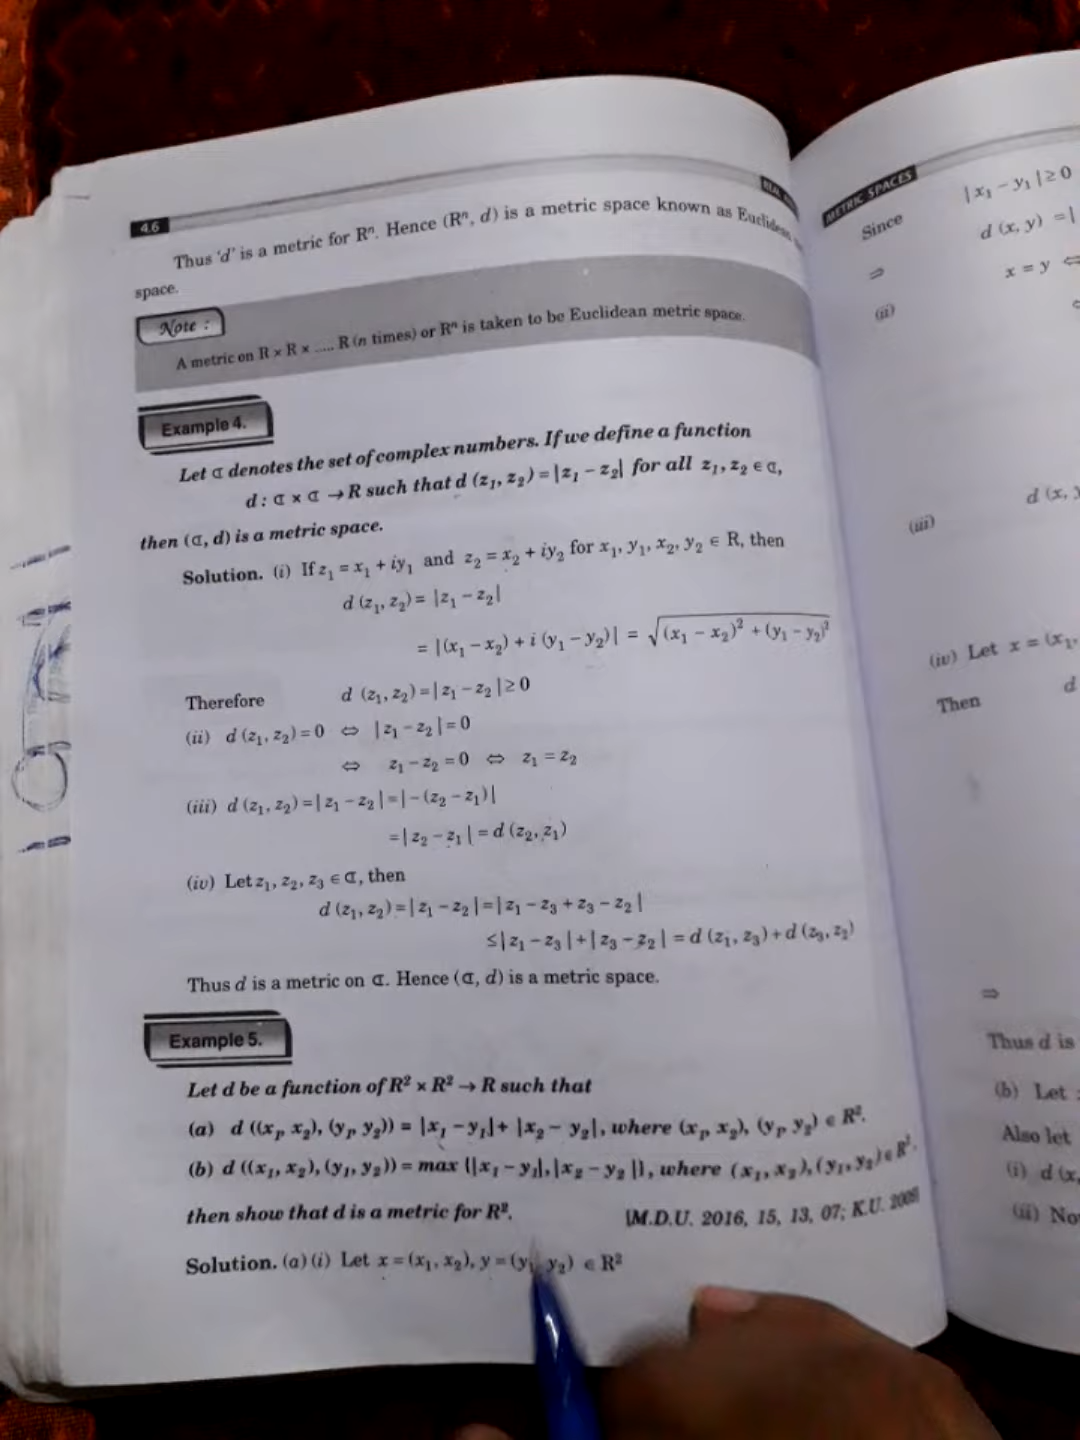 4.6
Thus ‘d’ is a metric for Rⁿ. Hence (Rⁿ, d) is a metric space known as Euclidean
space.
Note :
A metric on R × R × ..... R (n times) or Rⁿ is taken to be Euclidean metric space.
Example 4.
Let ℂ denotes the set of complex numbers. If we define a function
d : ℂ × ℂ → R such that d (z₁, z₂) = |z₁ – z₂| for all z₁, z₂ ∈ ℂ,
then (ℂ, d) is a metric space.
Solution. (i) If z₁ = x₁ + iy₁ and z₂ = x₂ + iy₂ for x₁, y₁, x₂, y₂ ∈ R, then
d (z₁, z₂) = |z₁ – z₂|
= |(x₁ – x₂) + i (y₁ – y₂)| = √((x₁ – x₂)² + (y₁ – y₂)²)
Therefore d (z₁, z₂) = |z₁ – z₂| ≥ 0
(ii) d (z₁, z₂) = 0 ⇔ |z₁ – z₂| = 0
⇔ z₁ – z₂ = 0 ⇔ z₁ = z₂
(iii) d (z₁, z₂) = |z₁ – z₂| = |– (z₂ – z₁)|
= |z₂ – z₁| = d (z₂, z₁)
(iv) Let z₁, z₂, z₃ ∈ ℂ, then
d (z₁, z₂) = |z₁ – z₂| = |z₁ – z₃ + z₃ – z₂|
≤ |z₁ – z₃| + |z₃ – z₂| = d (z₁, z₃) + d (z₃, z₂)
Thus d is a metric on ℂ. Hence (ℂ, d) is a metric space.
Example 5.
Let d be a function of R² × R² → R such that
(a) d ((x₁, x₂), (y₁, y₂)) = |x₁ – y₁| + |x₂ – y₂|, where (x₁, x₂), (y₁, y₂) ∈ R².
(b) d ((x₁, x₂), (y₁, y₂)) = max {|x₁ – y₁|, |x₂ – y₂|}, where (x₁, x₂), (y₁, y₂) ∈ R².
then show that d is a metric for R². [M.D.U. 2016, 15, 13, 07; K.U. 2009]
Solution. (a) (i) Let x = (x₁, x₂), y = (y₁, y₂) ∈ R²
METRIC SPACES
Since |x₁ – y₁| ≥ 0
⇒ d (x, y) = |
(ii) x = y ⇔
(iii) d (x, y
(iv) Let x = (x₁,
Then d
⇒
Thus d is
(b) Let
Also let
(i) d (x,
(ii) No